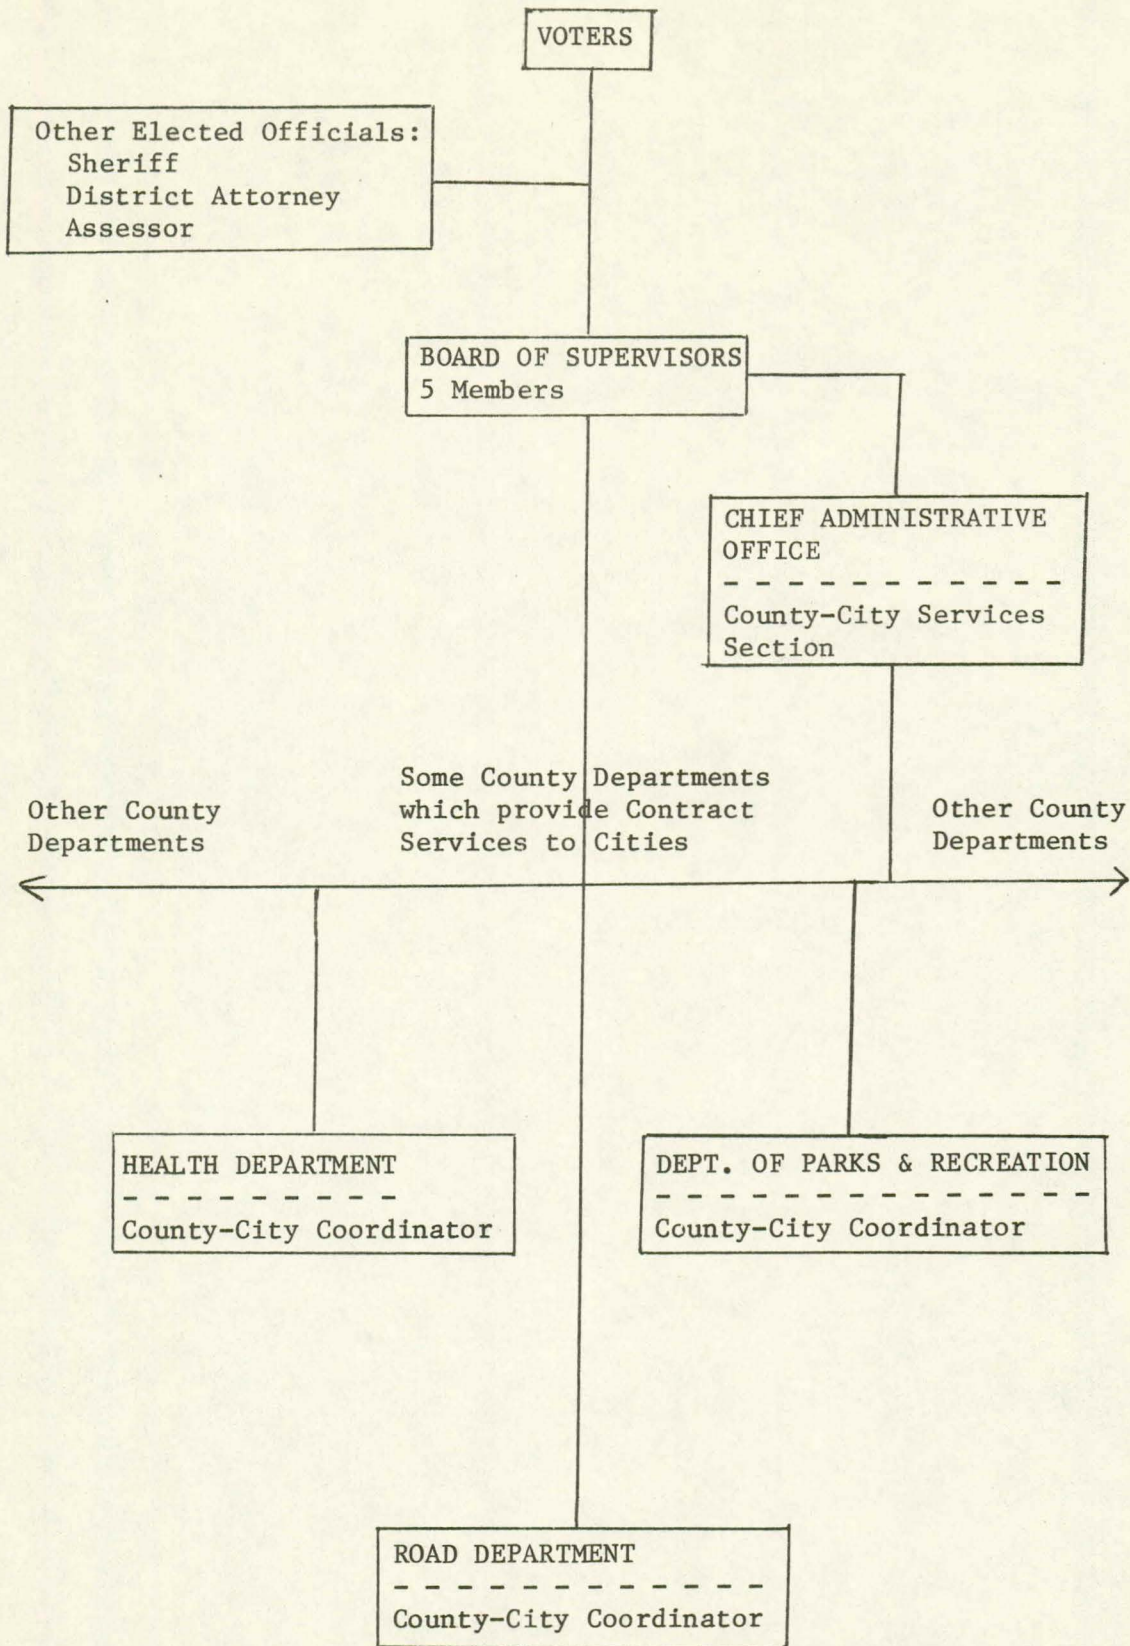 VOTERS
Other Elected Officials:
Sheriff
District Attorney
Assessor
BOARD OF SUPERVISORS
5 Members
CHIEF ADMINISTRATIVE
OFFICE
County-City Services
Section
Other County
Departments
Some County Departments
which provide Contract
Services to Cities
Other County
Departments
HEALTH DEPARTMENT
County-City Coordinator
DEPT. OF PARKS & RECREATION
County-City Coordinator
ROAD DEPARTMENT
County-City Coordinator